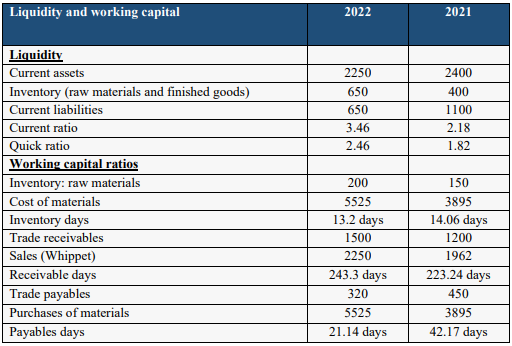 Liquidity and working capital 2022 2021
Liquidity
Current assets 2250 2400
Inventory (raw materials and finished goods) 650 400
Current liabilities 650 1100
Current ratio 3.46 2.18
Quick ratio 2.46 1.82
Working capital ratios
Inventory: raw materials 200 150
Cost of materials 5525 3895
Inventory days 13.2 days 14.06 days
Trade receivables 1500 1200
Sales (Whippet) 2250 1962
Receivable days 243.3 days 223.24 days
Trade payables 320 450
Purchases of materials 5525 3895
Payables days 21.14 days 42.17 days